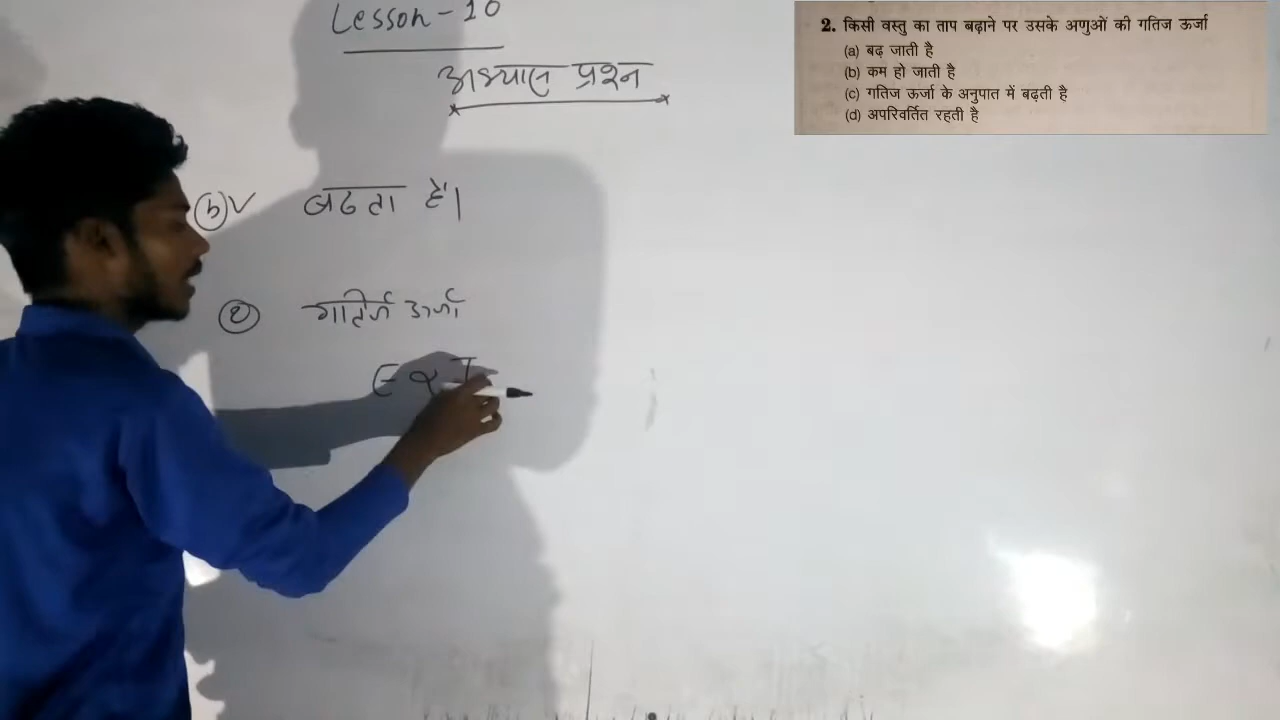 Lesson - 10
अभ्यास प्रश्न
(b) ✓ बढता है।
(2) गतिज ऊर्जा
E α T
2. किसी वस्तु का ताप बढ़ाने पर उसके अणुओं की गतिज ऊर्जा
(a) बढ़ जाती है
(b) कम हो जाती है
(c) गतिज ऊर्जा के अनुपात में बढ़ती है
(d) अपरिवर्तित रहती है